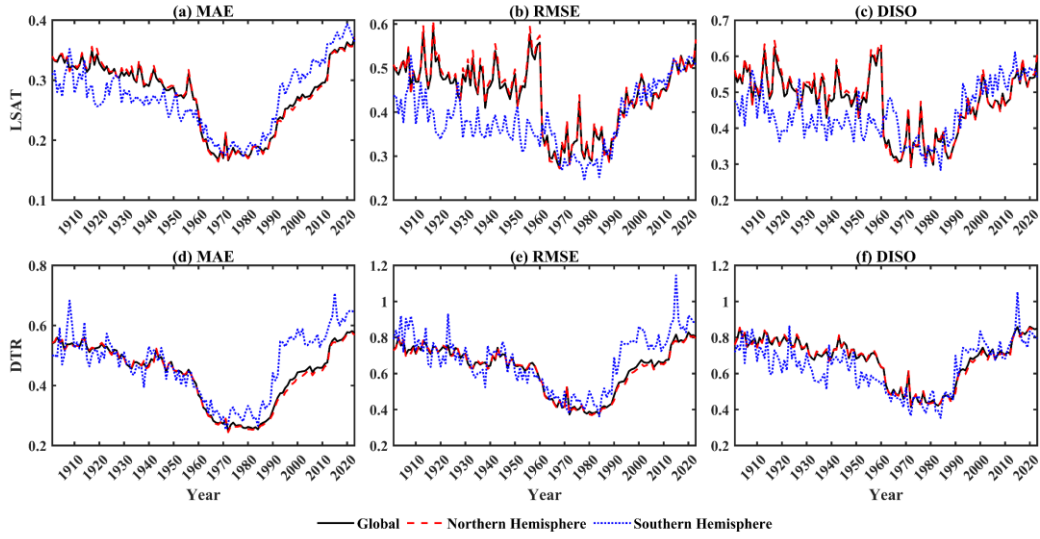 (a) MAE (b) RMSE (c) DISO
LSAT
0.4 0.3 0.2 0.1
0.6 0.5 0.4 0.3 0.2
0.7 0.6 0.5 0.4 0.3 0.2
1910 1920 1930 1940 1950 1960 1970 1980 1990 2000 2010 2020
1910 1920 1930 1940 1950 1960 1970 1980 1990 2000 2010 2020
1910 1920 1930 1940 1950 1960 1970 1980 1990 2000 2010 2020
(d) MAE (e) RMSE (f) DISO
DTR
0.8 0.6 0.4 0.2
1.2 1 0.8 0.6 0.4 0.2
1.2 1 0.8 0.6 0.4 0.2
1910 1920 1930 1940 1950 1960 1970 1980 1990 2000 2010 2020
1910 1920 1930 1940 1950 1960 1970 1980 1990 2000 2010 2020
1910 1920 1930 1940 1950 1960 1970 1980 1990 2000 2010 2020
Year Year Year
Global Northern Hemisphere Southern Hemisphere